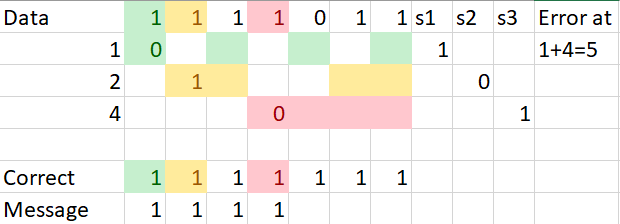 Data 1 1 1 1 0 1 1 s1 s2 s3 Error at
1 0 1 1+4=5
2 1 0
4 0 1
Correct 1 1 1 1 1 1 1
Message 1 1 1 1